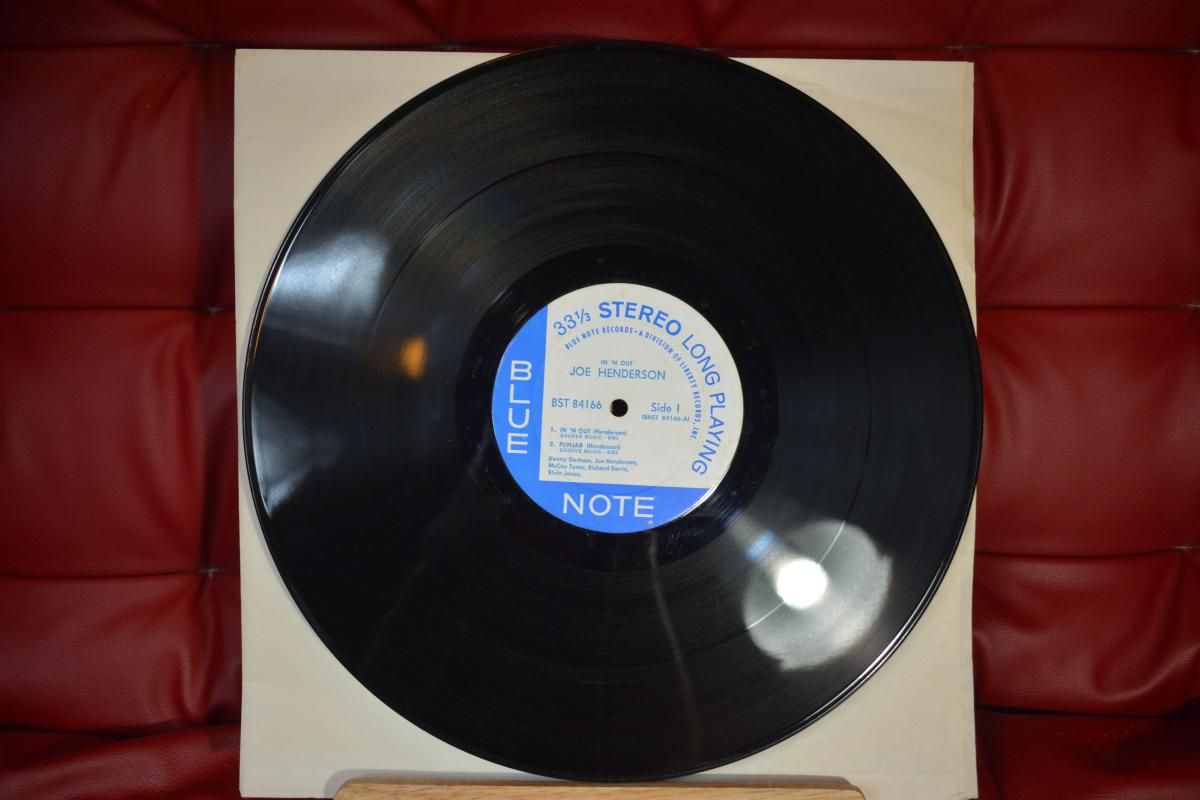 33⅓ STEREO LONG PLAYING
BLUE NOTE RECORDS • A DIVISION OF LIBERTY RECORDS, INC.
IN 'N OUT
JOE HENDERSON
BST 84166
Side 1
(BNST 84166-A)
1. IN 'N OUT (Henderson)
GROOVE MUSIC - BMI
2. PUNJAB (Henderson)
GROOVE MUSIC - BMI
Kenny Dorham, Joe Henderson,
McCoy Tyner, Richard Davis,
Elvin Jones.
BLUE
NOTE
®